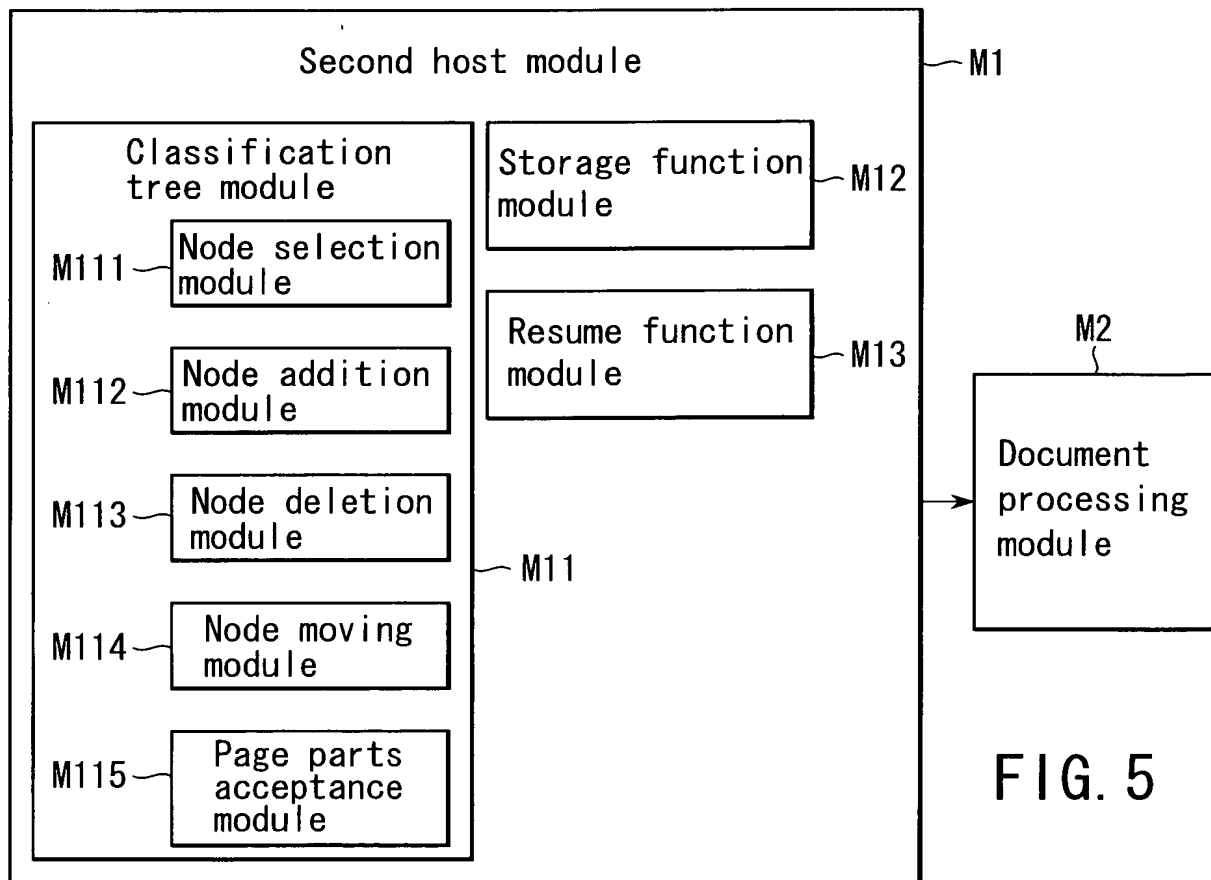 Second host module
M1
Classification
tree module
M111
Node selection
module
M112
Node addition
module
M113
Node deletion
module
M114
Node moving
module
M115
Page parts
acceptance
module
M11
Storage function
module
M12
Resume function
module
M13
M2
Document
processing
module
FIG. 5